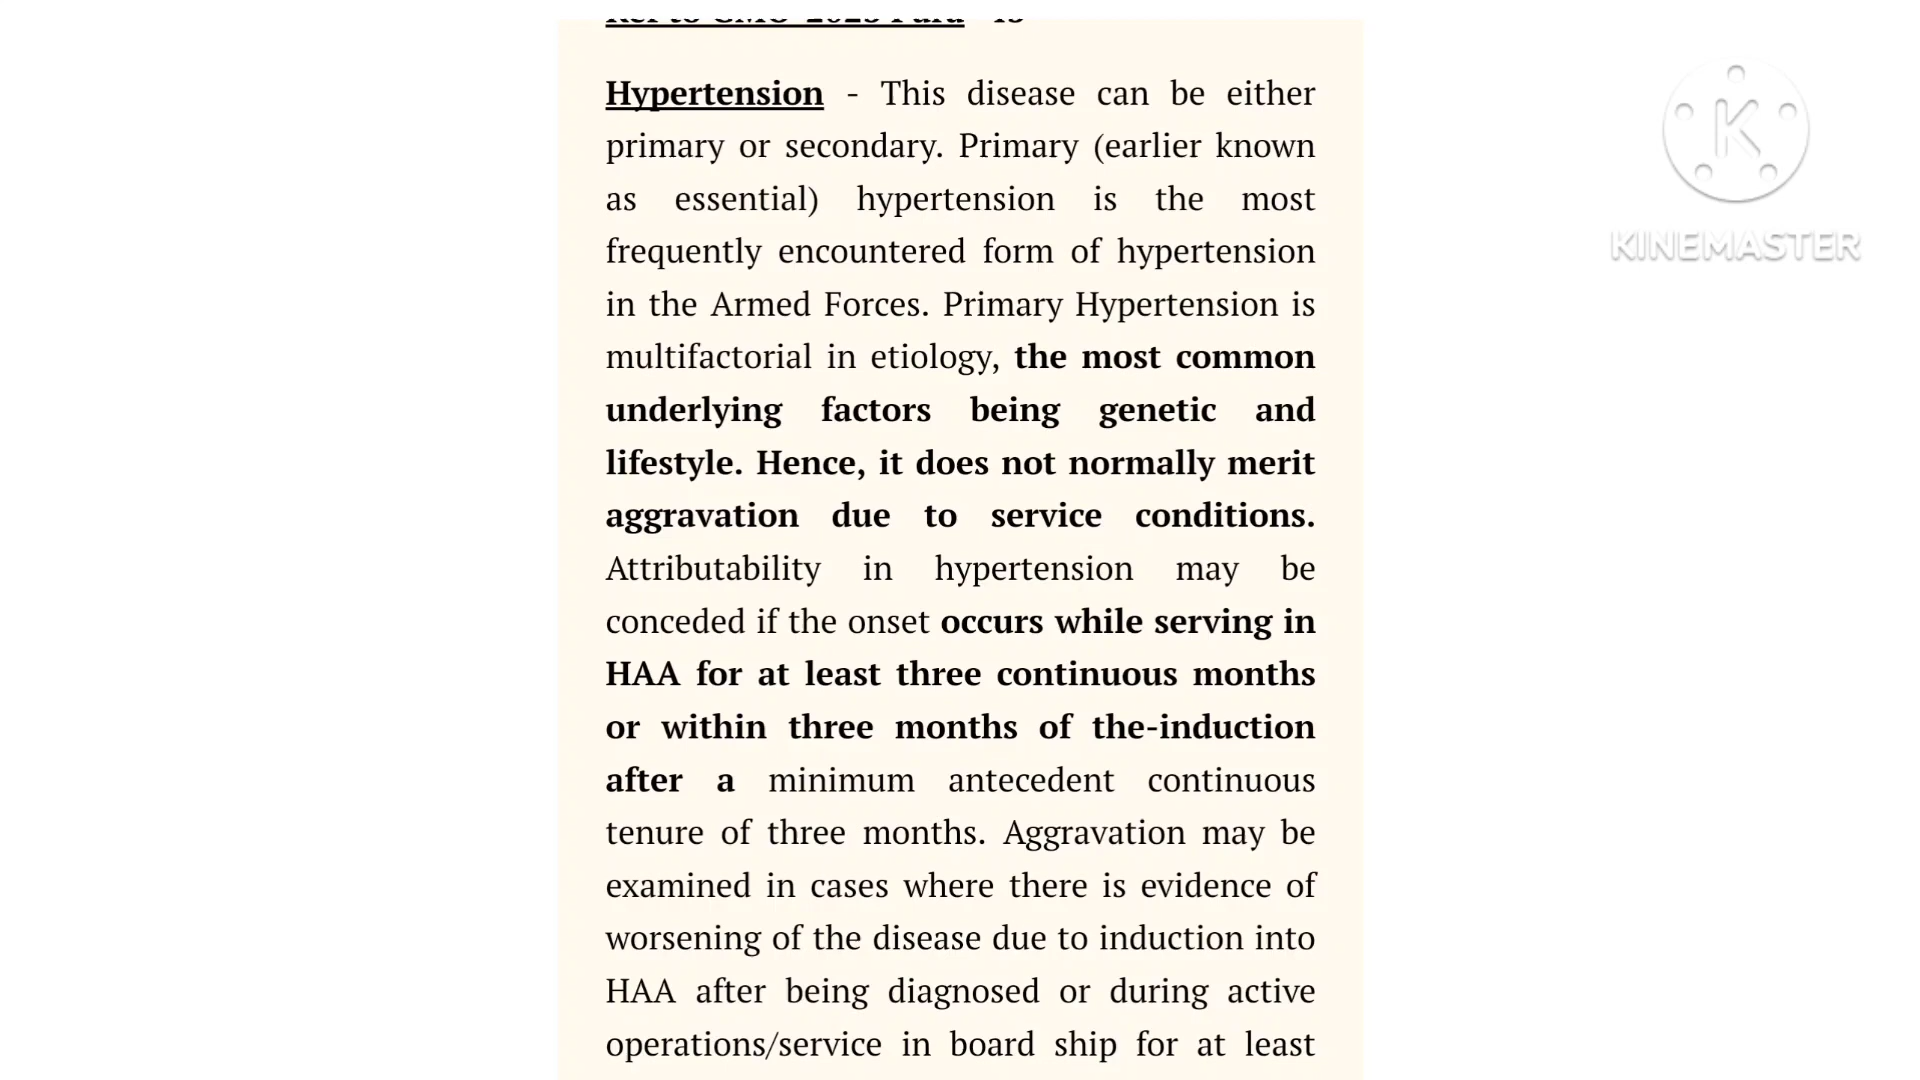 Hypertension - This disease can be either
primary or secondary. Primary (earlier known
as essential) hypertension is the most
frequently encountered form of hypertension
in the Armed Forces. Primary Hypertension is
multifactorial in etiology, the most common
underlying factors being genetic and
lifestyle. Hence, it does not normally merit
aggravation due to service conditions.
Attributability in hypertension may be
conceded if the onset occurs while serving in
HAA for at least three continuous months
or within three months of the-induction
after a minimum antecedent continuous
tenure of three months. Aggravation may be
examined in cases where there is evidence of
worsening of the disease due to induction into
HAA after being diagnosed or during active
operations/service in board ship for at least
K
KINEMASTER